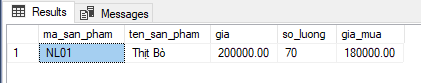 Results Messages
ma_san_pham ten_san_pham gia so_luong gia_mua
1 NL01 Thịt Bò 200000.00 70 180000.00